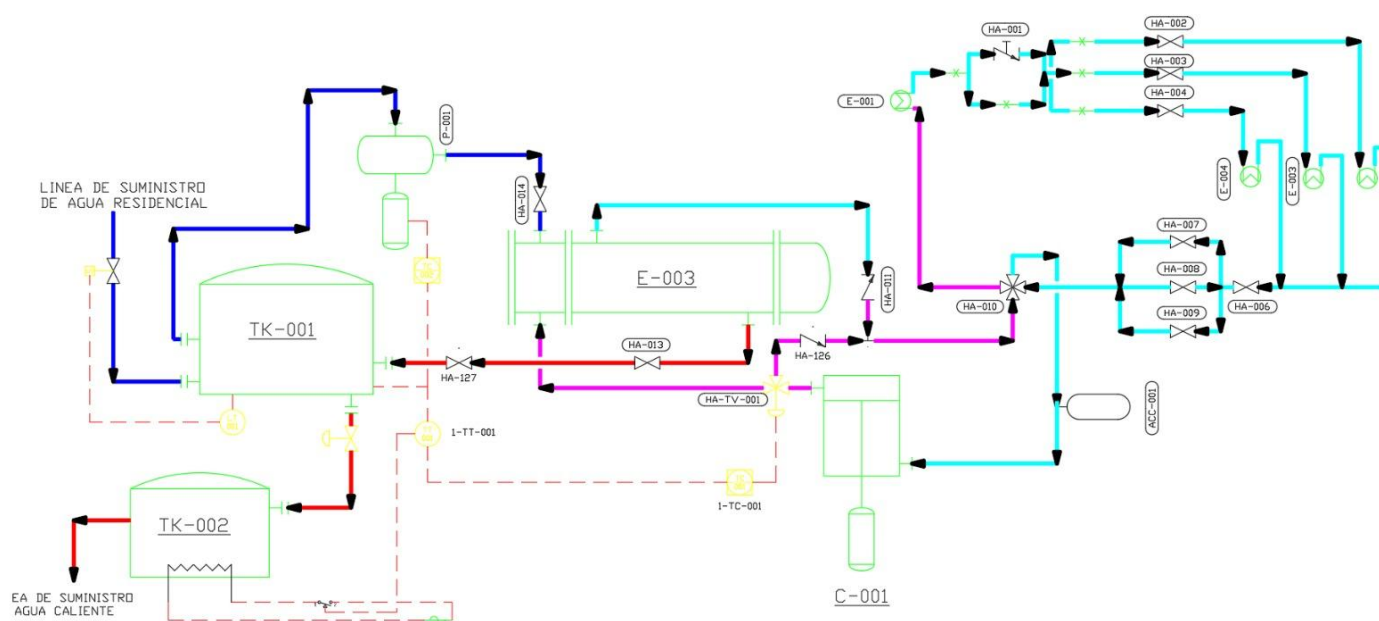 HA-001
HA-002
HA-003
HA-004
E-001
P-001
LINEA DE SUMINISTRO
DE AGUA RESIDENCIAL
HA-014
E-004
E-003
HA-007
HA-008
HA-009
HA-006
HA-010
HA-011
E-003
TK-001
HA-013
HA-127
HA-126
HA-TV-001
ACC-001
1-TT-001
1-TC-001
TK-002
C-001
EA DE SUMINISTRO
AGUA CALIENTE